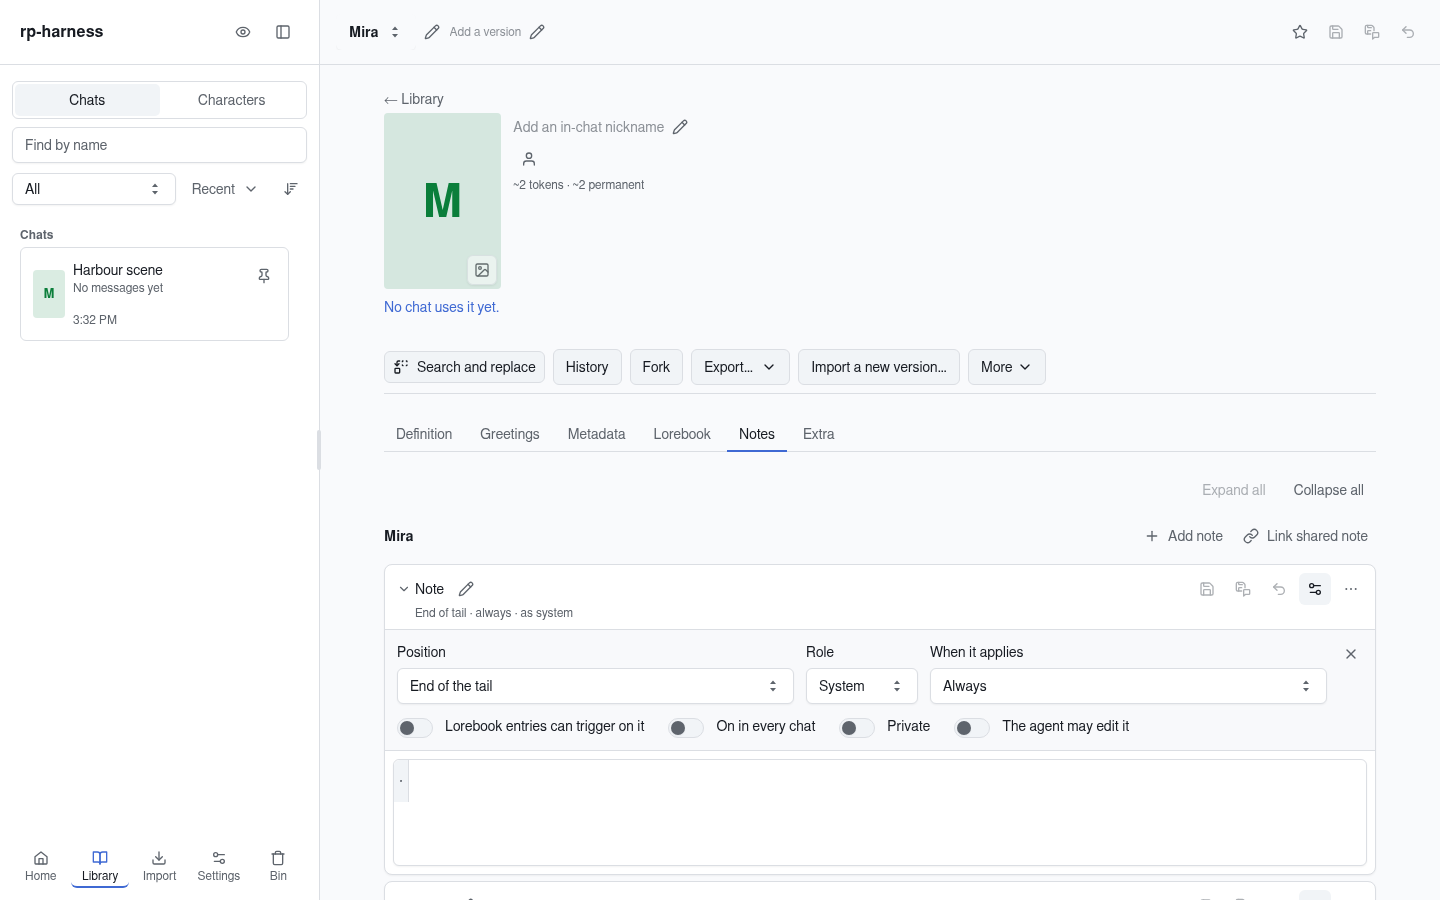 rp-harness
Chats
Characters
Find by name
All
Recent
Chats
M
Harbour scene
No messages yet
3:32 PM
Home
Library
Import
Settings
Bin
Mira
Add a version
← Library
M
Add an in-chat nickname
~2 tokens · ~2 permanent
No chat uses it yet.
Search and replace
History
Fork
Export...
Import a new version...
More
Definition
Greetings
Metadata
Lorebook
Notes
Extra
Expand all
Collapse all
Mira
Add note
Link shared note
Note
End of tail · always · as system
Position
Role
When it applies
End of the tail
System
Always
Lorebook entries can trigger on it
On in every chat
Private
The agent may edit it